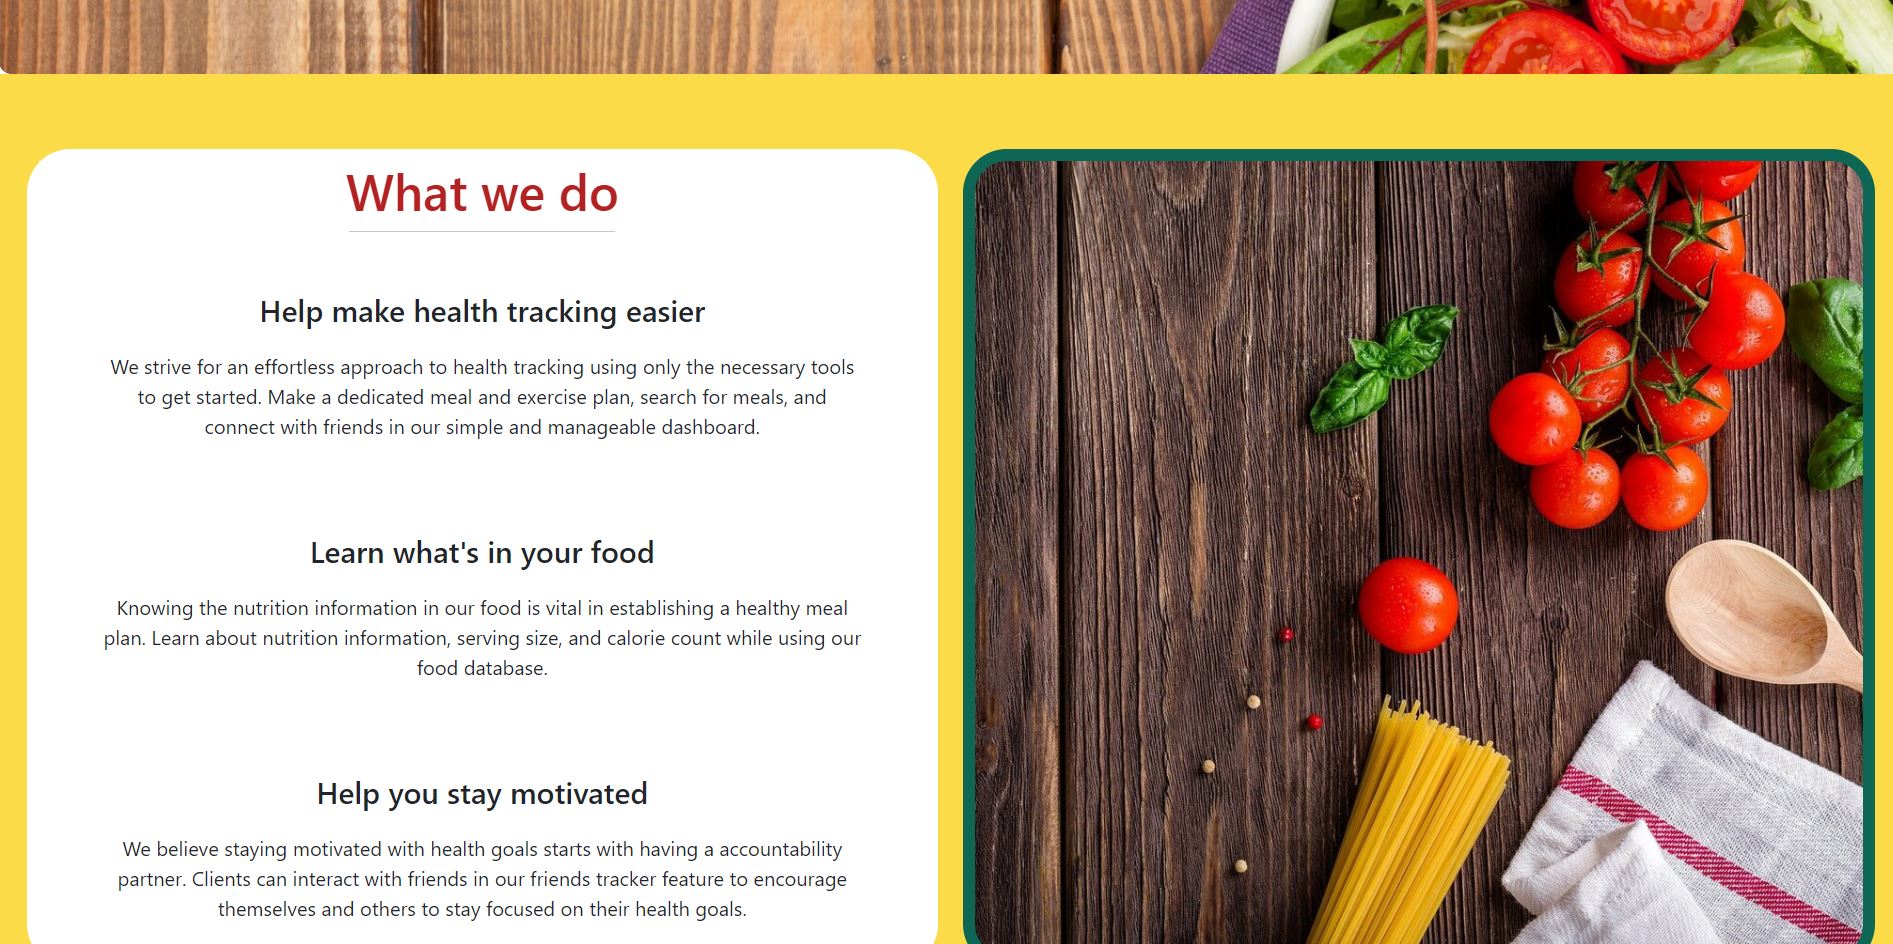 What we do
Help make health tracking easier
We strive for an effortless approach to health tracking using only the necessary tools
to get started. Make a dedicated meal and exercise plan, search for meals, and
connect with friends in our simple and manageable dashboard.
Learn what's in your food
Knowing the nutrition information in our food is vital in establishing a healthy meal
plan. Learn about nutrition information, serving size, and calorie count while using our
food database.
Help you stay motivated
We believe staying motivated with health goals starts with having a accountability
partner. Clients can interact with friends in our friends tracker feature to encourage
themselves and others to stay focused on their health goals.